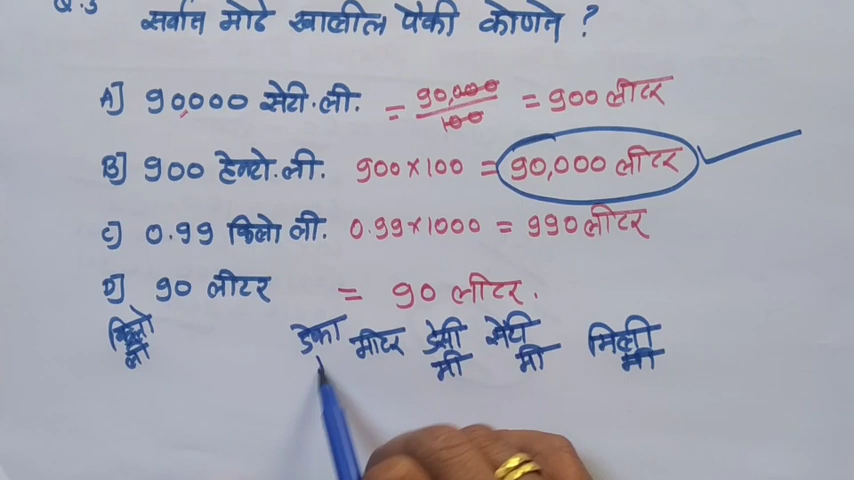 Q.3 सर्वात मोठे खालील पैकी कोणते ?
A] 90,000 सेंटी.ली. = 90,000/100 = 900 लीटर
B] 900 हेक्टो.ली. 900×100 = 90,000 लीटर
C] 0.99 किलो ली. 0.99×1000 = 990 लीटर
D] 90 लीटर = 90 लीटर.
किलो डेका मीटर डेसी सेंटी मिली
ली मी मी मी